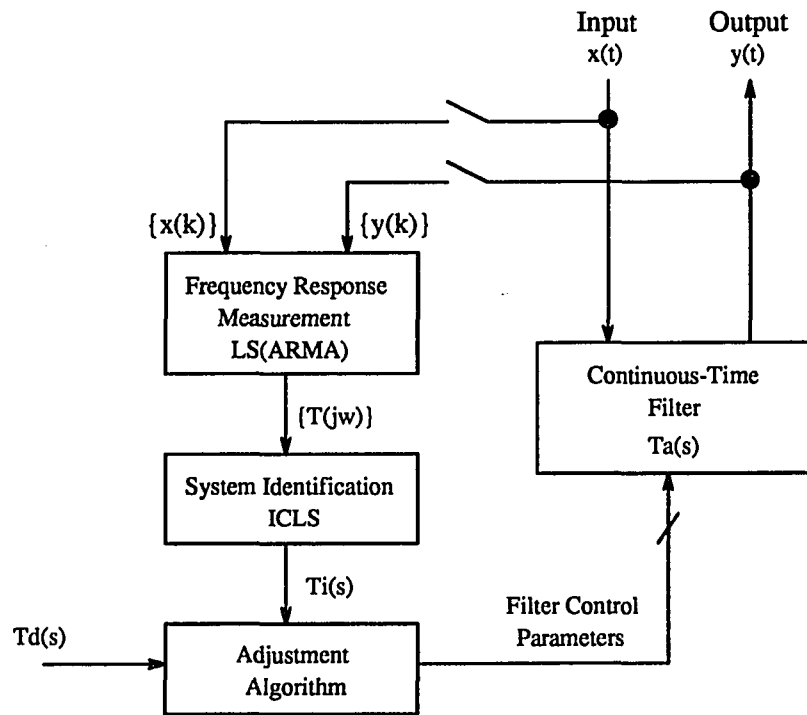 Input
x(t)
Output
y(t)
{x(k)}
{y(k)}
Frequency Response
Measurement
LS(ARMA)
Continuous-Time
Filter
Ta(s)
{T(jw)}
System Identification
ICLS
Ti(s)
Filter Control
Parameters
Td(s)
Adjustment
Algorithm